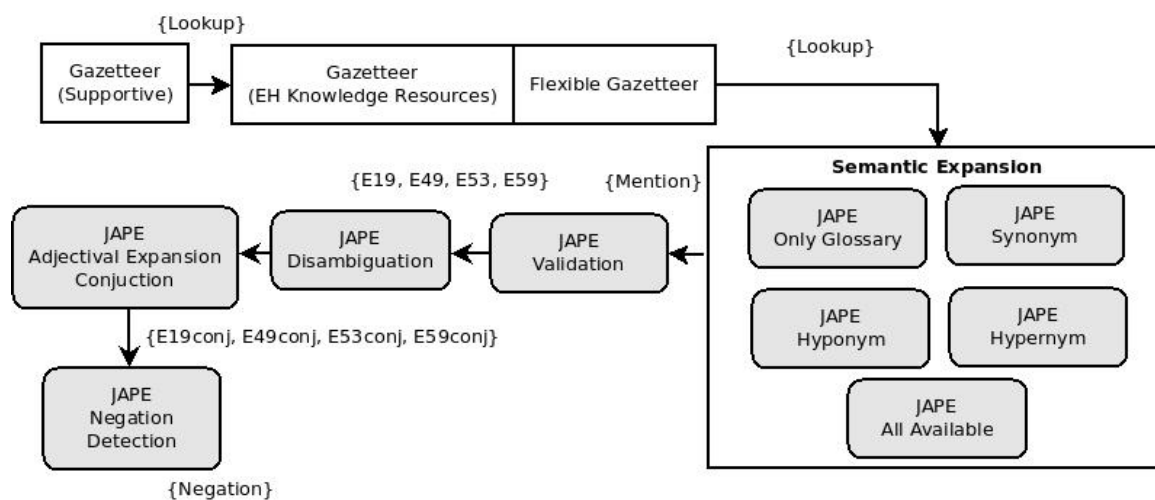 {Lookup}
Gazetteer
(Supportive)
Gazetteer
(EH Knowledge Resources)
Flexible Gazetteer
{Lookup}
Semantic Expansion
JAPE
Only Glossary
JAPE
Synonym
JAPE
Hyponym
JAPE
Hypernym
JAPE
All Available
{Mention}
JAPE
Validation
{E19, E49, E53, E59}
JAPE
Disambiguation
JAPE
Adjectival Expansion
Conjuction
{E19conj, E49conj, E53conj, E59conj}
JAPE
Negation
Detection
{Negation}